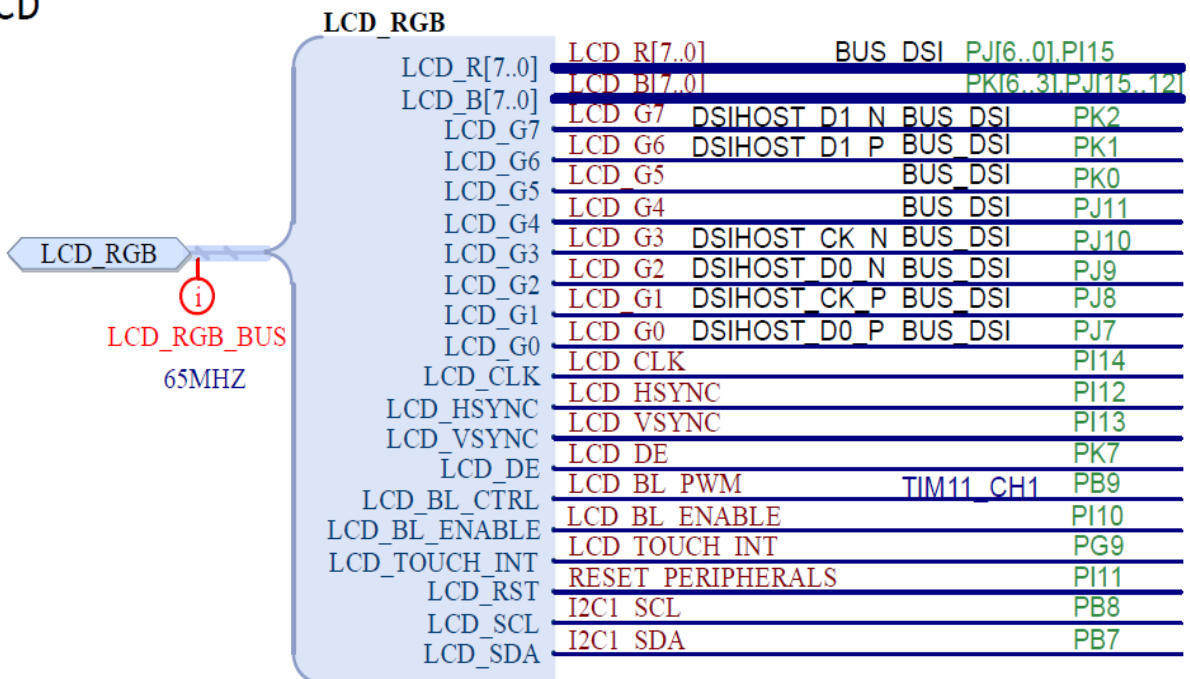 CD
LCD_RGB
LCD_R[7..0] LCD_R[7..0] BUS_DSI PJ[6..0],PI15
LCD_B[7..0] LCD_B[7..0] PK[6..3],PJ[15..12]
LCD_G7 LCD_G7 DSIHOST_D1_N BUS_DSI PK2
LCD_G6 LCD_G6 DSIHOST_D1_P BUS_DSI PK1
LCD_G5 LCD_G5 BUS_DSI PK0
LCD_G4 LCD_G4 BUS_DSI PJ11
LCD_G3 LCD_G3 DSIHOST_CK_N BUS_DSI PJ10
LCD_G2 LCD_G2 DSIHOST_D0_N BUS_DSI PJ9
LCD_G1 LCD_G1 DSIHOST_CK_P BUS_DSI PJ8
LCD_G0 LCD_G0 DSIHOST_D0_P BUS_DSI PJ7
LCD_CLK LCD_CLK PI14
LCD_HSYNC LCD_HSYNC PI12
LCD_VSYNC LCD_VSYNC PI13
LCD_DE LCD_DE PK7
LCD_BL_CTRL LCD_BL_PWM TIM11_CH1 PB9
LCD_BL_ENABLE LCD_BL_ENABLE PI10
LCD_TOUCH_INT LCD_TOUCH_INT PG9
LCD_RST RESET_PERIPHERALS PI11
LCD_SCL I2C1_SCL PB8
LCD_SDA I2C1_SDA PB7
LCD_RGB
i
LCD_RGB_BUS
65MHZ